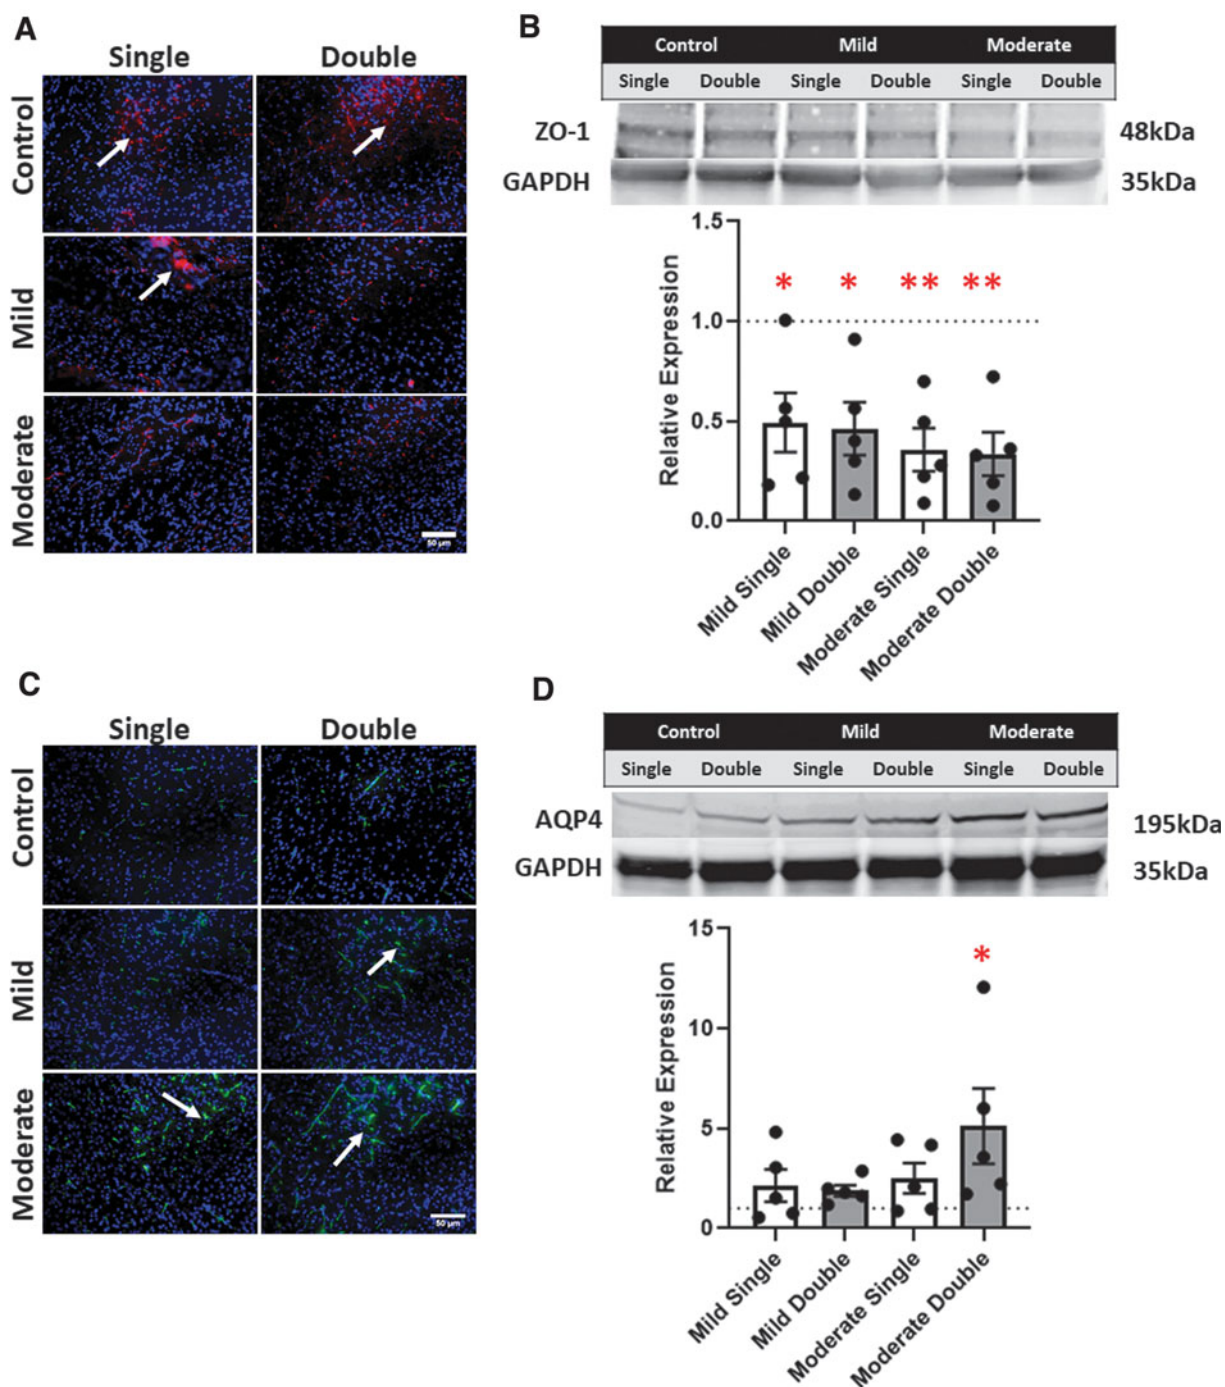 A
Single Double
Control
Mild
Moderate
50 μm
B
Control Mild Moderate
Single Double Single Double Single Double
ZO-1 48kDa
GAPDH 35kDa
1.5
* * ** **
1.0
0.5
0.0
Relative Expression
Mild Single
Mild Double
Moderate Single
Moderate Double
C
Single Double
Control
Mild
Moderate
50 μm
D
Control Mild Moderate
Single Double Single Double Single Double
AQP4 195kDa
GAPDH 35kDa
15
*
10
5
0
Relative Expression
Mild Single
Mild Double
Moderate Single
Moderate Double